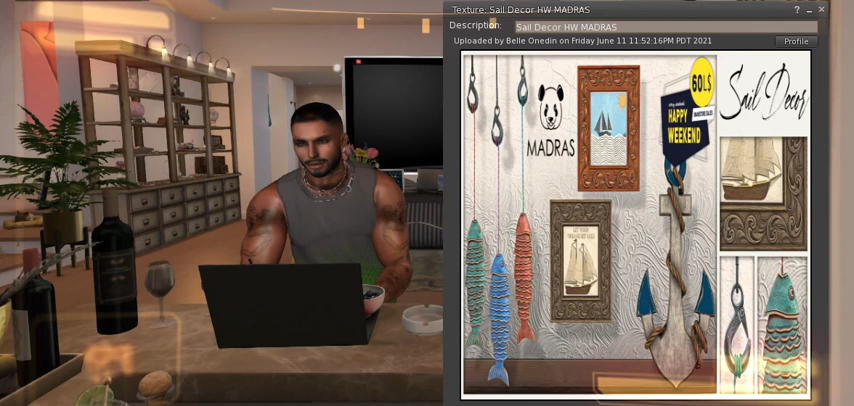 Texture: Sail Decor HW MADRAS
Description:
Sail Decor HW MADRAS
Uploaded by Belle Onedin on Friday June 11 11:52:16PM PDT 2021
Profile
60L$
HAPPY
WEEKEND
MADRAS
Sail Decor